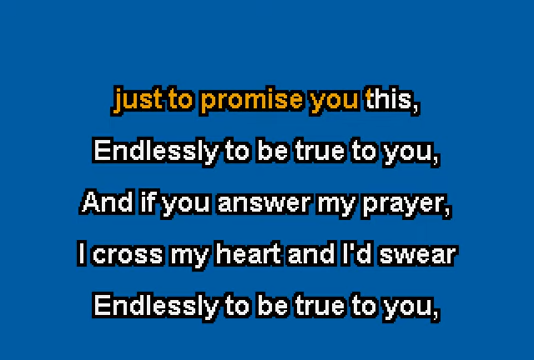 just to promise you this,
Endlessly to be true to you,
And if you answer my prayer,
I cross my heart and I'd swear
Endlessly to be true to you,